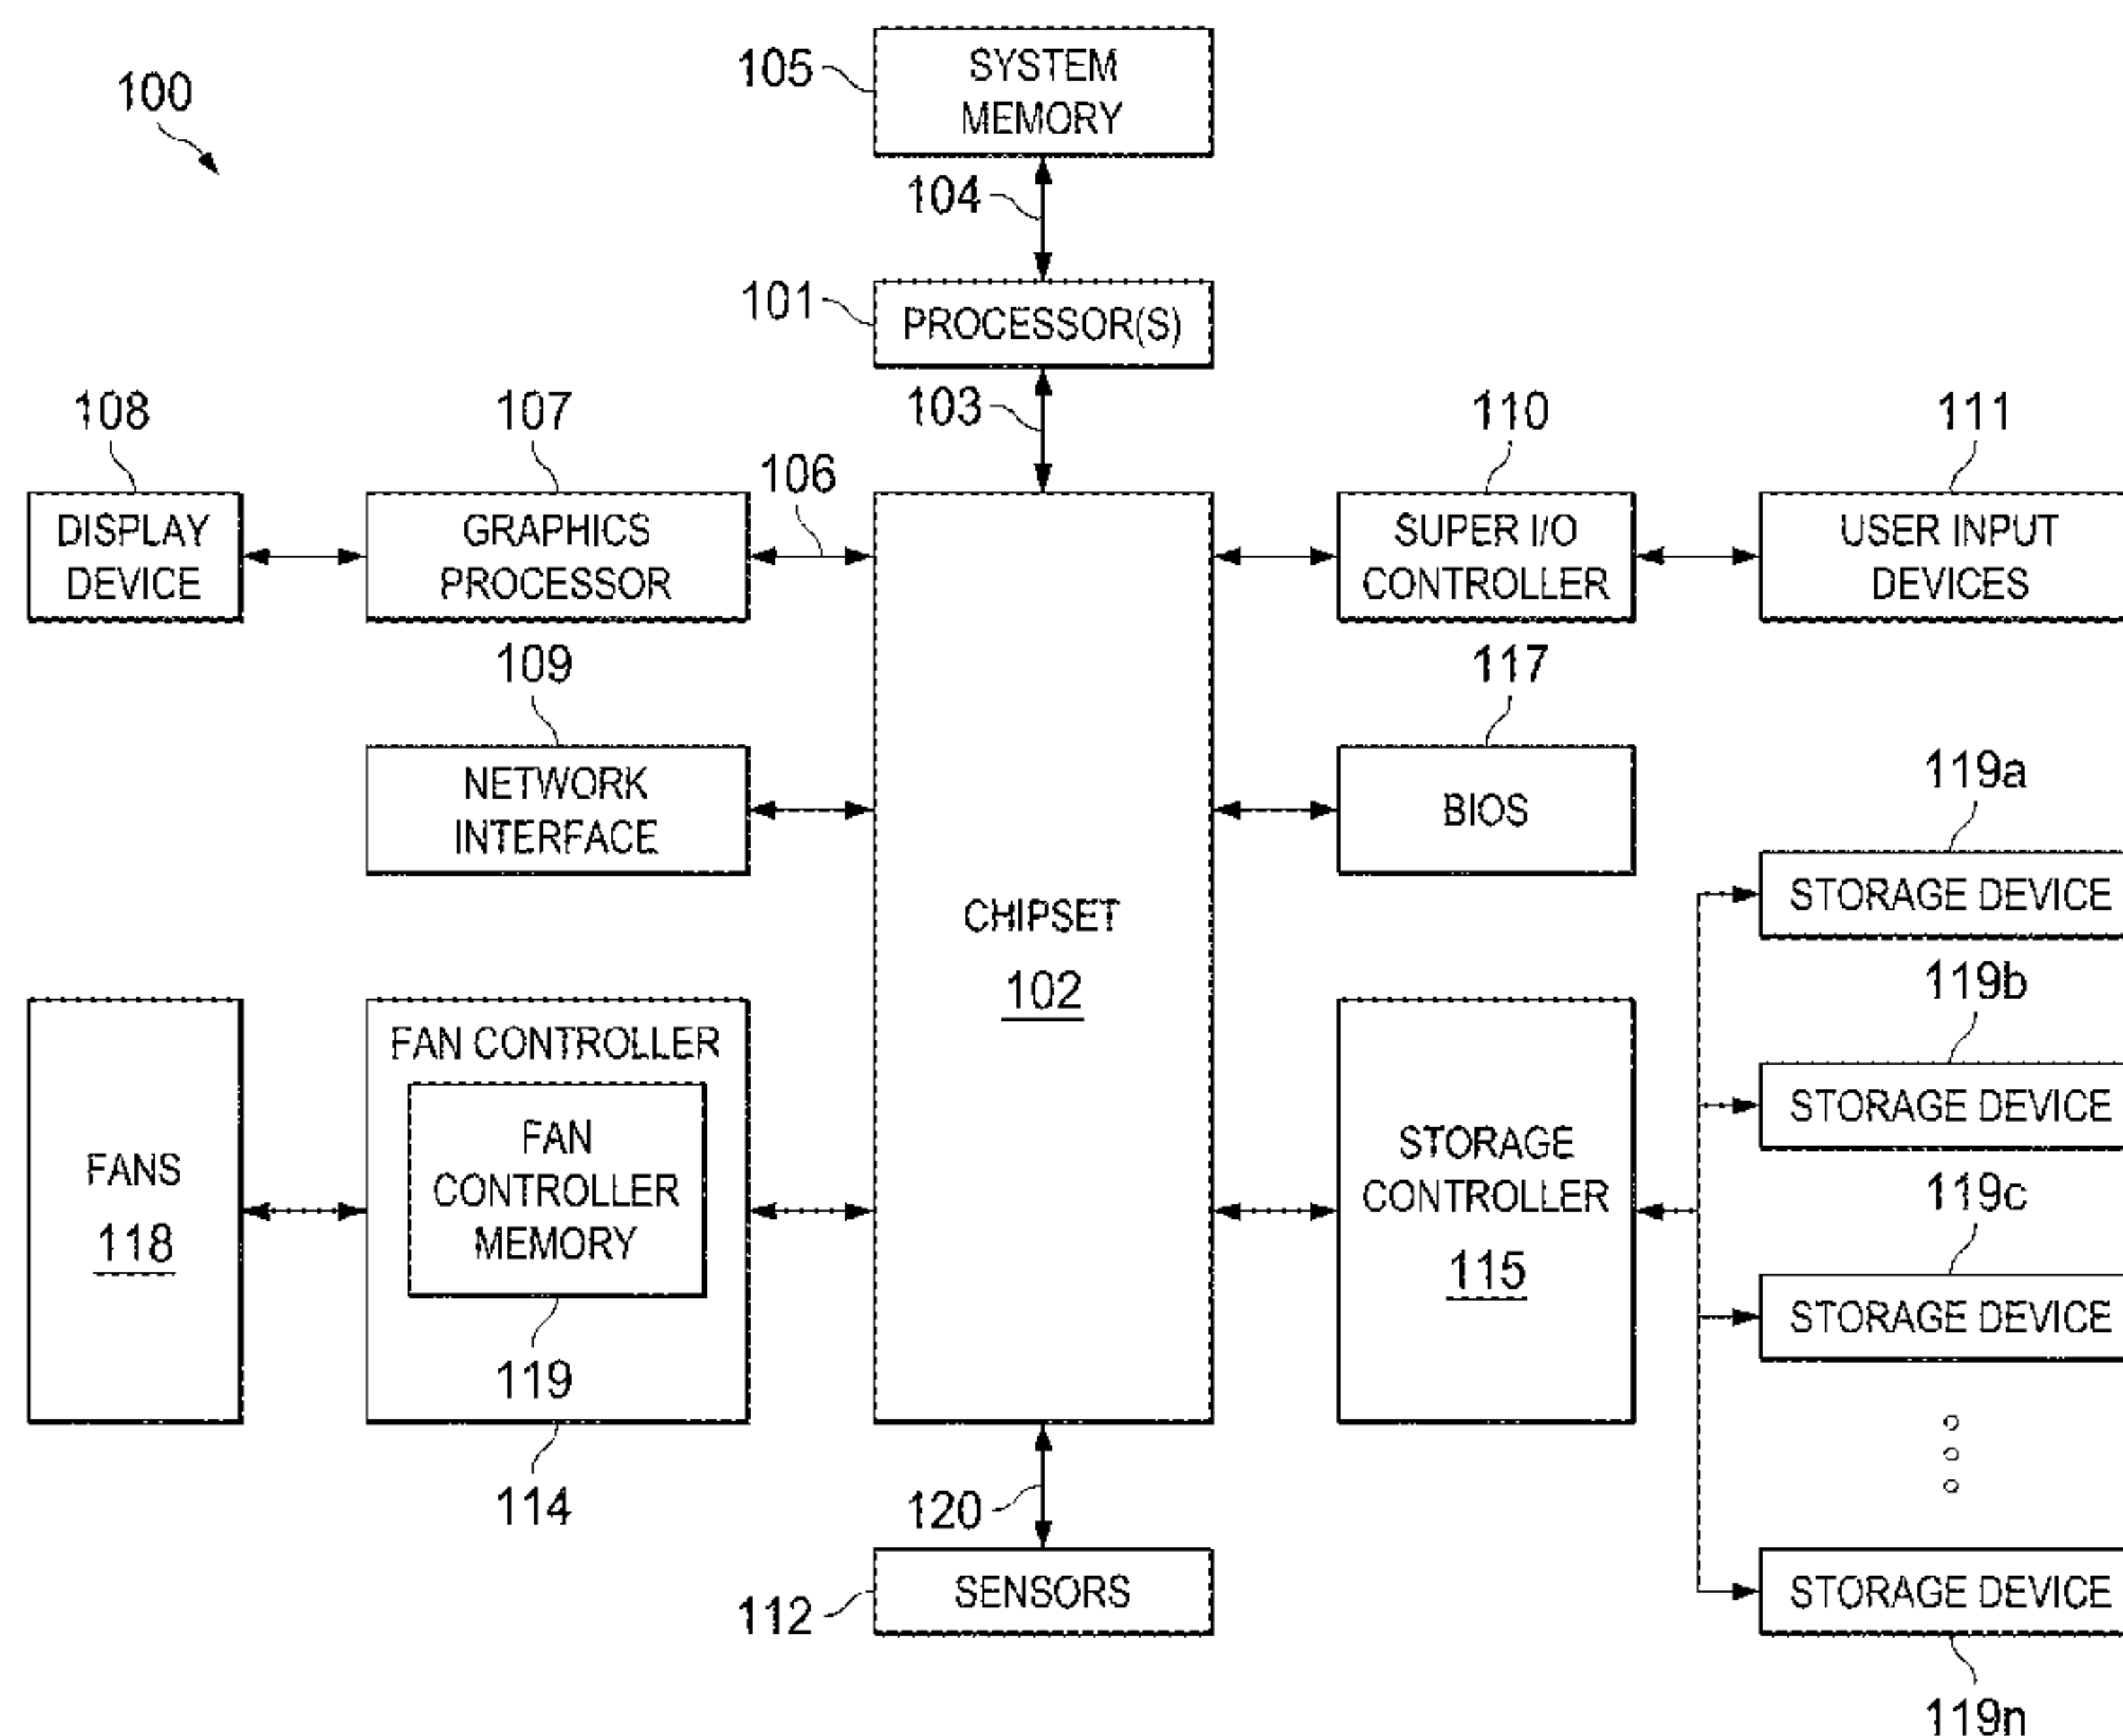 100
105
SYSTEM
MEMORY
104
101
PROCESSOR(S)
103
108
107
106
110
111
DISPLAY
DEVICE
GRAPHICS
PROCESSOR
SUPER I/O
CONTROLLER
USER INPUT
DEVICES
109
117
NETWORK
INTERFACE
BIOS
119a
STORAGE DEVICE
CHIPSET
102
119b
STORAGE DEVICE
FANS
118
FAN CONTROLLER
FAN
CONTROLLER
MEMORY
119
114
STORAGE
CONTROLLER
115
119c
STORAGE DEVICE
120
112
SENSORS
STORAGE DEVICE
119n